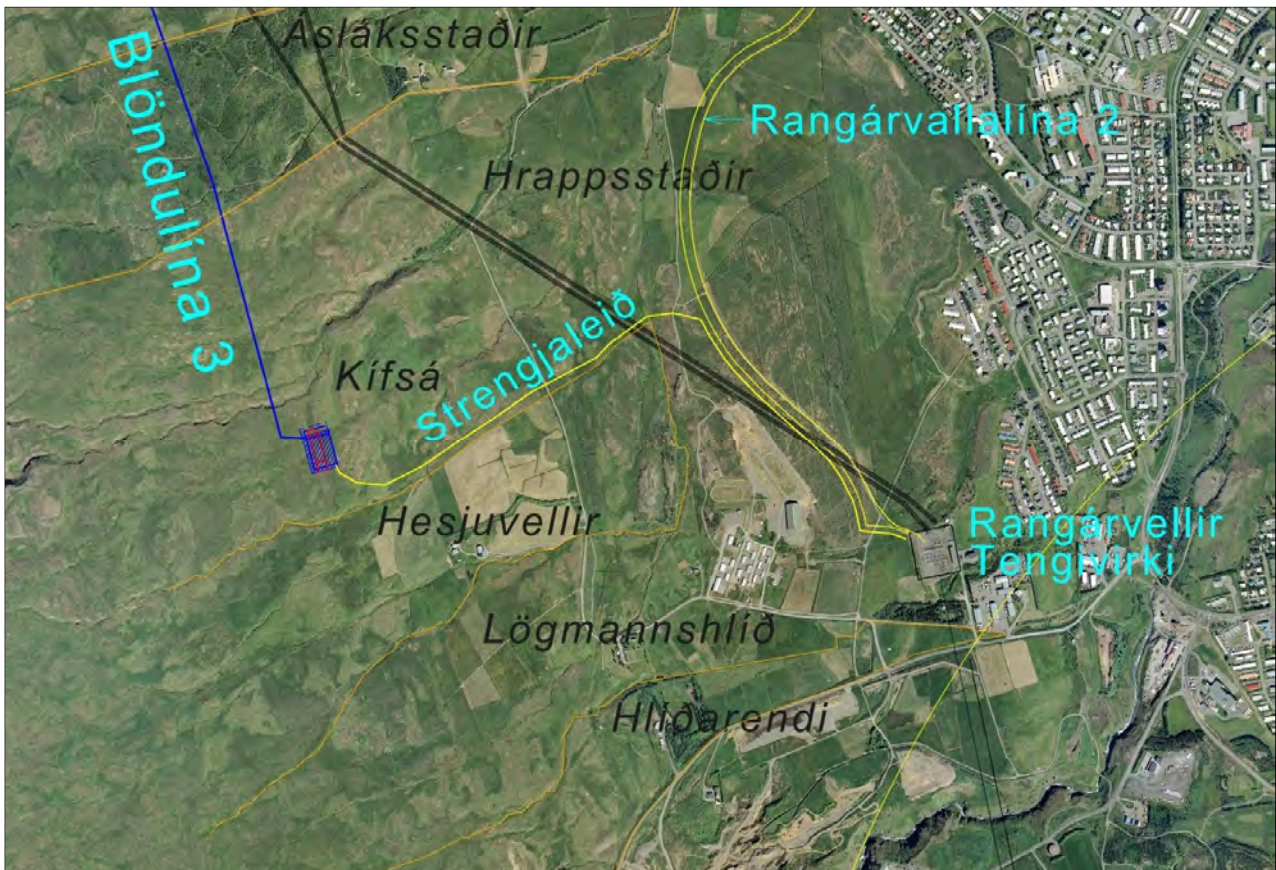 Ásláksstaðir
Blöndulína 3
Rangárvallalína 2
Hrappsstaðir
Kífsá
Strengjaleið
Hesjuvellir
Rangárvellir
Tengivirki
Lögmannshlíð
Hlíðarendi